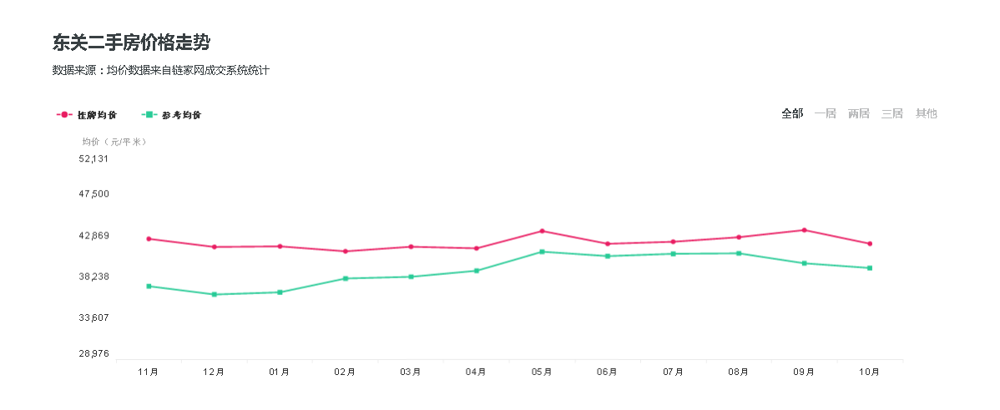 东关二手房价格走势
数据来源：均价数据来自链家网成交系统统计
挂牌均价 参考均价
全部 一居 两居 三居 其他
均价（元/平米）
52,131
47,500
42,869
38,238
33,607
28,976
11月 12月 01月 02月 03月 04月 05月 06月 07月 08月 09月 10月